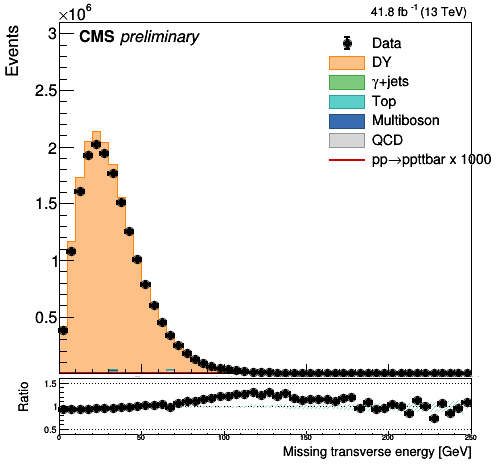 ×10⁶
41.8 fb⁻¹ (13 TeV)
CMS preliminary
Events
3
2.5
2
1.5
1
0.5
Data
DY
γ+jets
Top
Multiboson
QCD
pp→ppttbar x 1000
Ratio
1.5
1
0.5
0 50 100 150 200 250
Missing transverse energy [GeV]